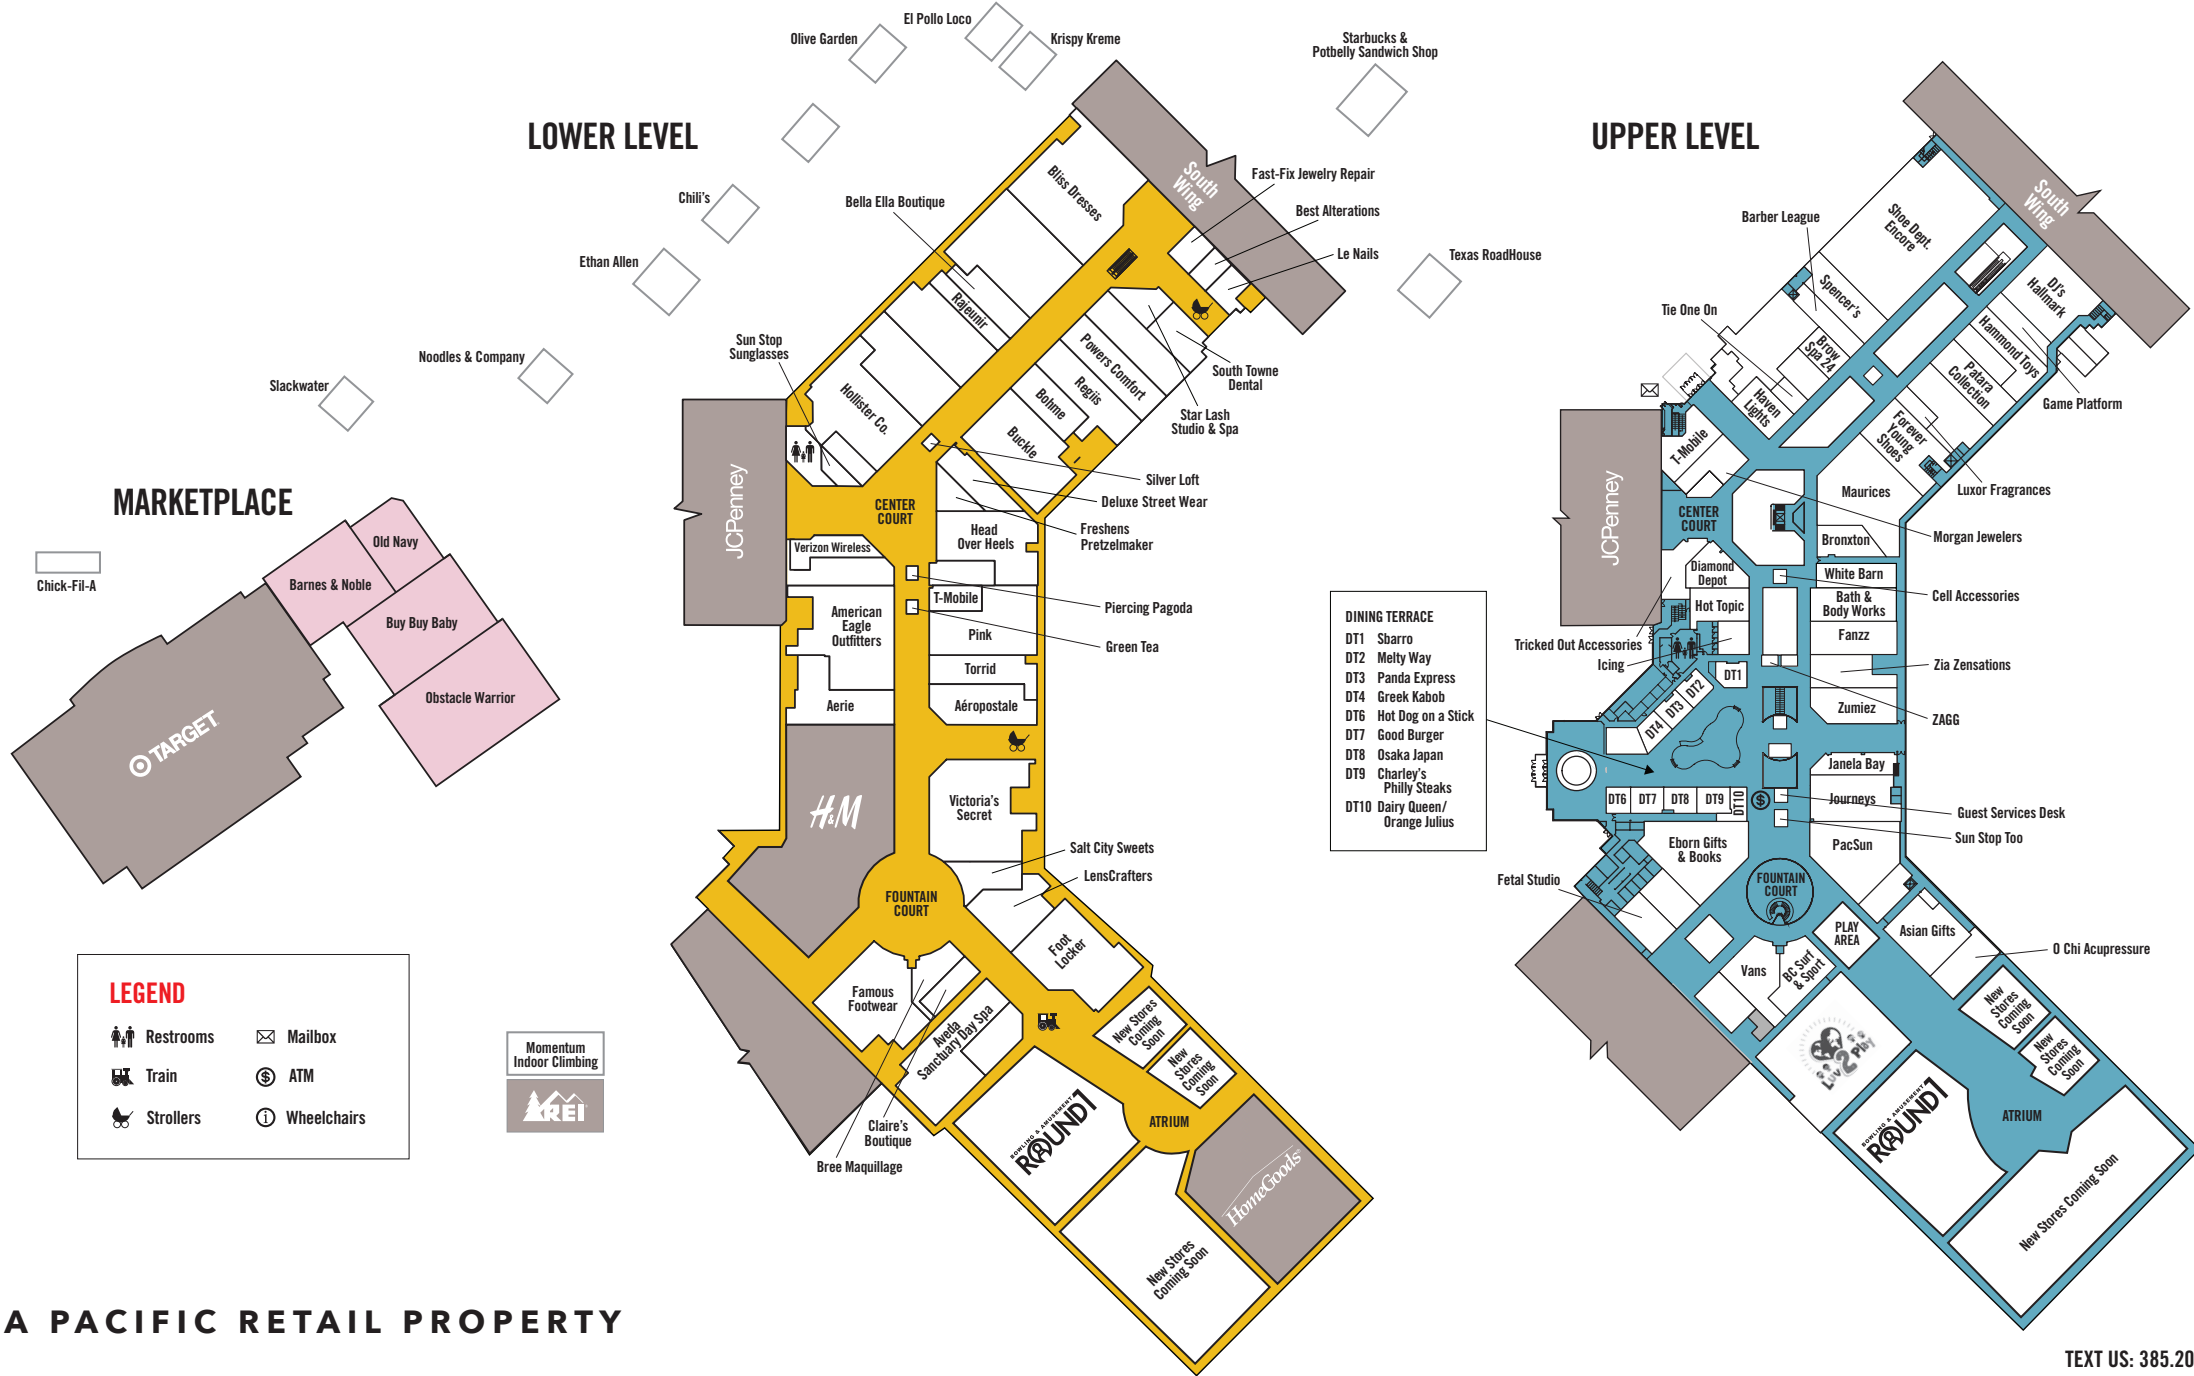 El Pollo Loco
Olive Garden
Krispy Kreme
Starbucks &
Potbelly Sandwich Shop
LOWER LEVEL
UPPER LEVEL
South
Wing
Fast-Fix Jewelry Repair
Bliss Dresses
Bella Ella Boutique
Best Alterations
Chili's
Le Nails
Ethan Allen
Texas RoadHouse
Rajeunir
Sun Stop
Sunglasses
Noodles & Company
Slackwater
South Towne
Dental
Powers Comfort
Regiis
Star Lash
Studio & Spa
Bohme
Hollister Co.
Buckle
JCPenney
Silver Loft
Deluxe Street Wear
CENTER
COURT
Freshens
Pretzelmaker
Head
Over Heels
Verizon Wireless
T-Mobile
Piercing Pagoda
American
Eagle
Outfitters
Pink
Green Tea
Torrid
Aerie
Aéropostale
H&M
Victoria's
Secret
Salt City Sweets
LensCrafters
FOUNTAIN
COURT
Foot
Locker
Famous
Footwear
Aveda
Sanctuary Day Spa
New Stores
Coming
Soon
New
Stores
Coming
Soon
Claire's
Boutique
Bree Maquillage
BOWLING & AMUSEMENT
ROUND1
ATRIUM
HomeGoods
New Stores
Coming Soon
MARKETPLACE
Chick-Fil-A
Old Navy
Barnes & Noble
Buy Buy Baby
Obstacle Warrior
TARGET
LEGEND
Restrooms
Mailbox
Train
ATM
Strollers
Wheelchairs
Momentum
Indoor Climbing
REI
South
Wing
Shoe Dept.
Encore
Barber League
Spencer's
DJ's
Hallmark
Tie One On
Brow
Spa 24
Hammond Toys
Patara
Collection
Game Platform
Haven
Lights
T-Mobile
Forever
Young
Shoes
Luxor Fragrances
JCPenney
Maurices
CENTER
COURT
Morgan Jewelers
Bronxton
Diamond
Depot
White Barn
Cell Accessories
Hot Topic
Bath &
Body Works
Tricked Out Accessories
Fanzz
Icing
Zia Zensations
DT1
DT2
DT3
DT4
Zumiez
ZAGG
DINING TERRACE
DT1 Sbarro
DT2 Melty Way
DT3 Panda Express
DT4 Greek Kabob
DT6 Hot Dog on a Stick
DT7 Good Burger
DT8 Osaka Japan
DT9 Charley's
Philly Steaks
DT10 Dairy Queen/
Orange Julius
Janela Bay
DT6
DT7
DT8
DT9
DT10
Journeys
Guest Services Desk
Sun Stop Too
Eborn Gifts
& Books
PacSun
Fetal Studio
FOUNTAIN
COURT
PLAY
AREA
Asian Gifts
O Chi Acupressure
Vans
BC Surf
& Sport
Luv 2 Play
New
Stores
Coming
Soon
New
Stores
Coming
Soon
BOWLING & AMUSEMENT
ROUND1
ATRIUM
New Stores Coming Soon
A PACIFIC RETAIL PROPERTY
TEXT US: 385.20